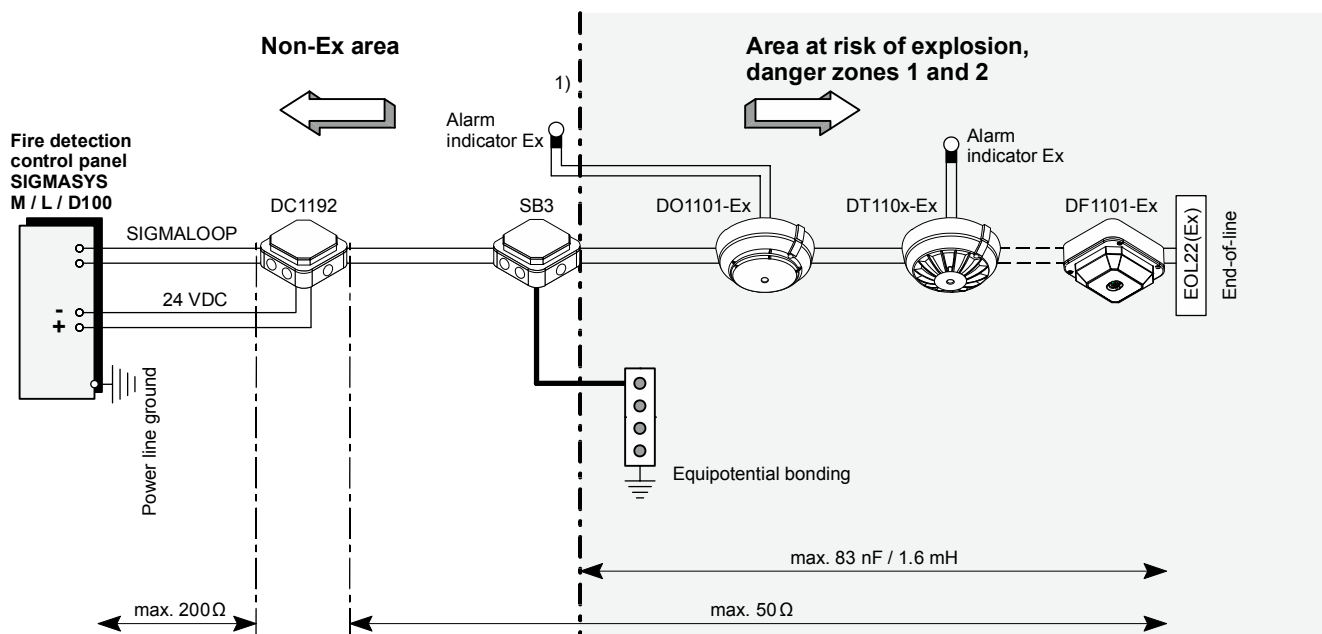 Non-Ex area
Area at risk of explosion,
danger zones 1 and 2
1)
Alarm
indicator Ex
Alarm
indicator Ex
Fire detection
control panel
SIGMASYS
M / L / D100
DC1192
SB3
DO1101-Ex
DT110x-Ex
DF1101-Ex
SIGMALOOP
24 VDC
-
+
EOL22(Ex)
End-of-line
Power line ground
Equipotential bonding
max. 83 nF / 1.6 mH
max. 200Ω
max. 50Ω